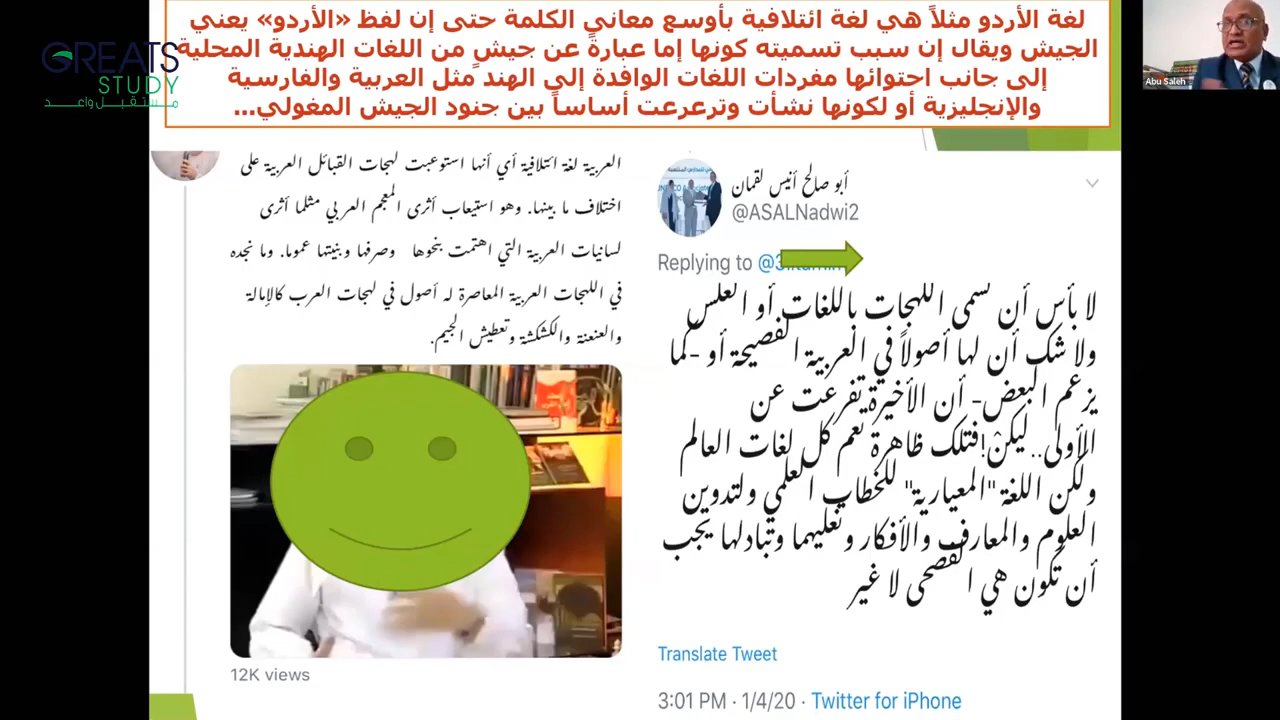 لغة الأردو مثلاً هي لغة ائتلافية بأوسع معاني الكلمة حتى إن لفظ «الأردو» يعني
الجيش ويقال إن سبب تسميته كونها إما عبارةً عن جيشٍ من اللغات الهندية المحلية
إلى جانب احتوائها مفردات اللغات الوافدة إلى الهند مثل العربية والفارسية
والإنجليزية أو لكونها نشأت وترعرعت أساساً بين جنود الجيش المغولي...
GREATS
STUDY
مستقبل واعد
Abu Saleh
العربية لغة ائتلافية أي أنها استوعبت لهجات القبائل العربية على
اختلاف ما بينها. وهو استيعاب أثرى المعجم العربي مثلما أثرى
لسانيات العربية التي اهتمت بنحوها وصرفها وبنيتها عموما. وما نجده
في اللهجات العربية المعاصرة له أصول في لهجات العرب كالإمالة
والعنعنة والكشكشة وتعطيش الجيم.
12K views
أبو صالح أنيس لقمان
@ASALNadwi2
Replying to
لا بأس أن نسمى اللهجات باللغات أو العلس
ولا شك أن لها أصولاً في العربية الفصيحة أو -كما
يزعم البعض- أن الأخيرة تفرعت عن
الأولى..ليكنْ!فتلك ظاهرة تعم كل لغات العالم
ولكن اللغة "المعيارية" للخطاب العلمي ولتدوين
العلوم والمعارف والأفكار وتعليهما وتبادلها يجب
أن تكون هي الفصحى لا غير
Translate Tweet
3:01 PM · 1/4/20 · Twitter for iPhone